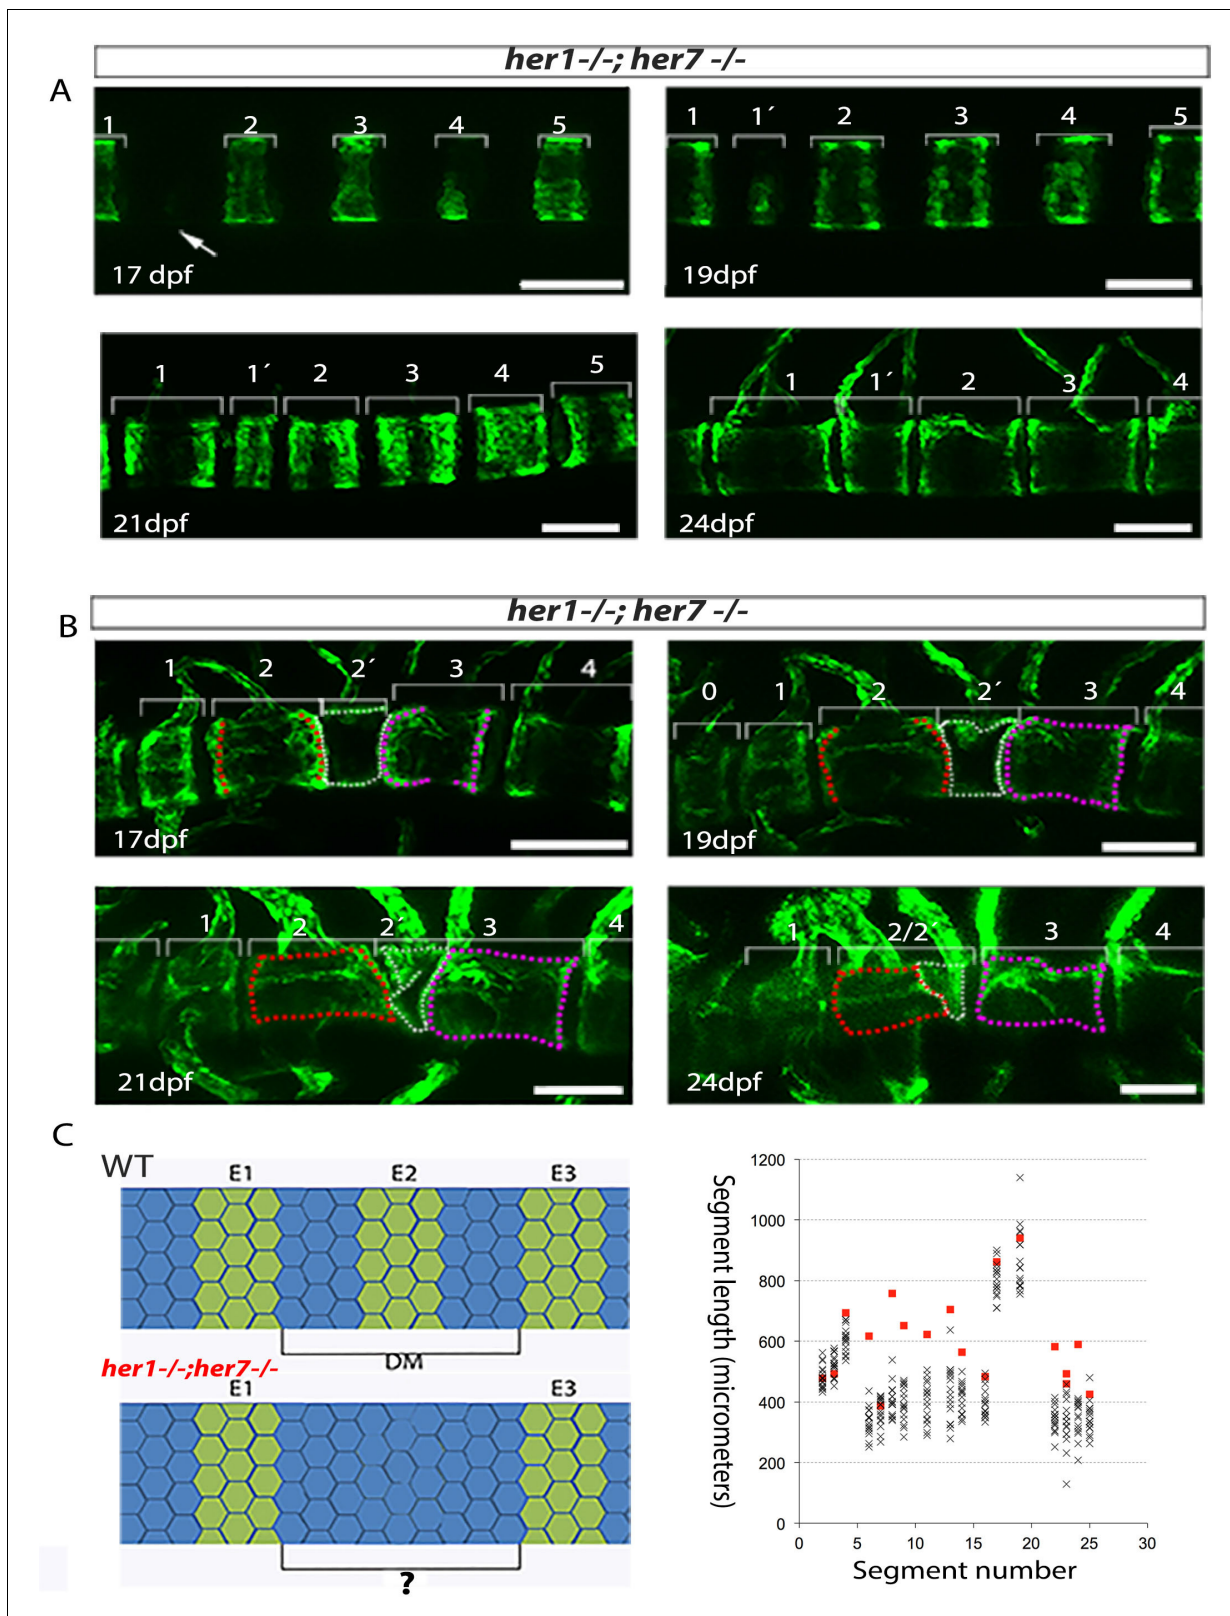 her1-/-; her7 -/-
A
1 2 3 4 5
17 dpf
1 1´ 2 3 4 5
19dpf
1 1´ 2 3 4 5
21dpf
1 1´ 2 3 4
24dpf
her1-/-; her7 -/-
B
1 2 2´ 3 4
17dpf
0 1 2 2´ 3 4
19dpf
1 2 2´ 3 4
21dpf
1 2/2´ 3 4
24dpf
C
WT
E1 E2 E3
DM
her1-/-;her7-/-
E1 E3
?
Segment length (micrometers)
1200
1000
800
600
400
200
0
0 5 10 15 20 25 30
Segment number